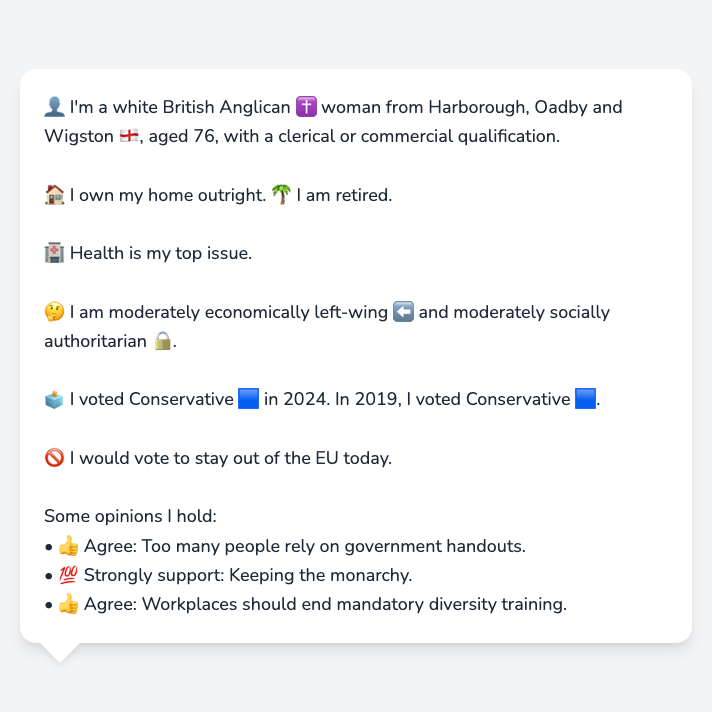 👤 I'm a white British Anglican ✝️ woman from Harborough, Oadby and
Wigston 🏴󠁧󠁢󠁥󠁮󠁧󠁿, aged 76, with a clerical or commercial qualification.
🏠 I own my home outright. 🌴 I am retired.
🏥 Health is my top issue.
🤔 I am moderately economically left-wing ⬅️ and moderately socially
authoritarian 🔒.
🗳️ I voted Conservative 🟦 in 2024. In 2019, I voted Conservative 🟦.
🚫 I would vote to stay out of the EU today.
Some opinions I hold:
• 👍 Agree: Too many people rely on government handouts.
• 💯 Strongly support: Keeping the monarchy.
• 👍 Agree: Workplaces should end mandatory diversity training.